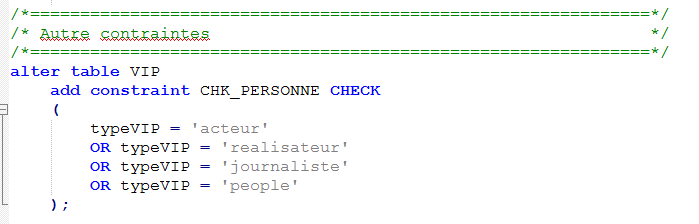 /*==============================================================*/
/* Autre contraintes                                            */
/*==============================================================*/
alter table VIP
    add constraint CHK_PERSONNE CHECK
    (
        typeVIP = 'acteur'
        OR typeVIP = 'realisateur'
        OR typeVIP = 'journaliste'
        OR typeVIP = 'people'
    );